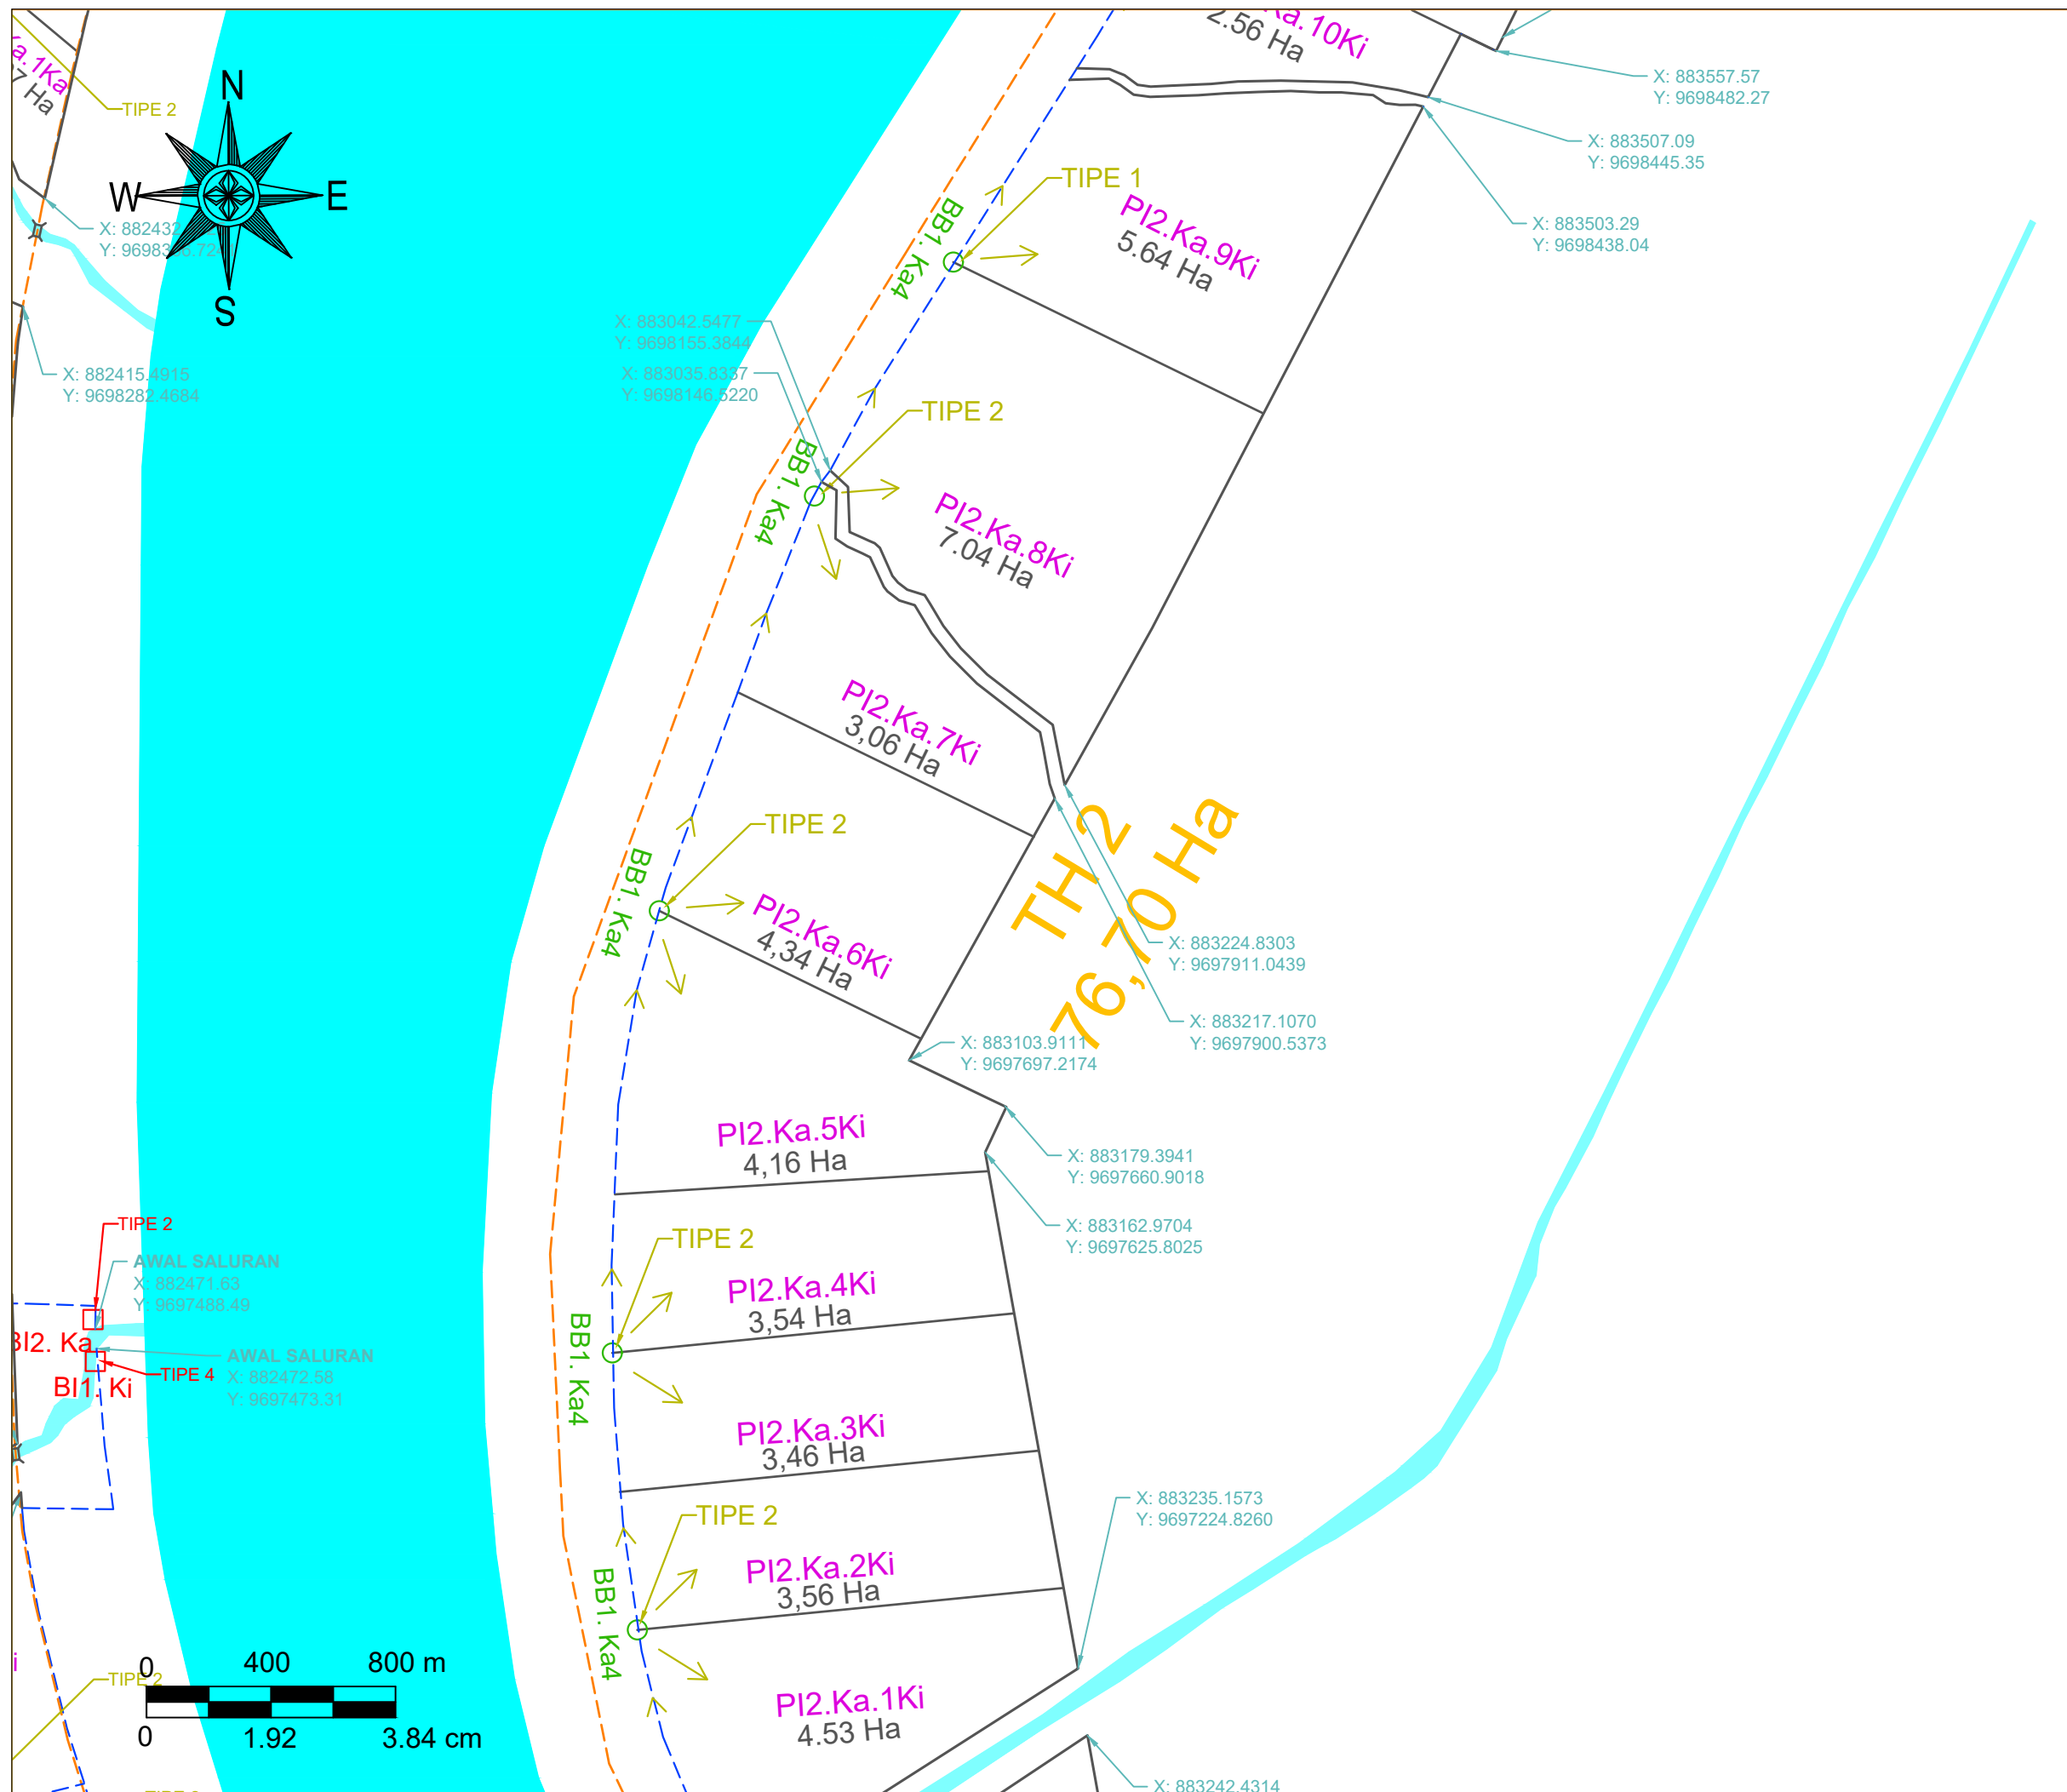 Ka.10Ki
2.56 Ha
X: 883557.57
Y: 9698482.27
X: 883507.09
Y: 9698445.35
X: 883503.29
Y: 9698438.04
a.1Ka
7 Ha
TIPE 2
N
W
E
S
X: 882432
X: 882415.4915
Y: 9698282.4684
TIPE 1
BB1. Ka4
PI2.Ka.9Ki
5.64 Ha
X: 883042.5477
Y: 9698155.3844
X: 883035.8337
Y: 9698146.5220
TIPE 2
BB1. Ka4
PI2.Ka.8Ki
7.04 Ha
PI2.Ka.7Ki
3,06 Ha
TIPE 2
BB1. Ka4
PI2.Ka.6Ki
4,34 Ha
TH 2
76,70 Ha
X: 883224.8303
Y: 9697911.0439
X: 883217.1070
Y: 9697900.5373
X: 883103.9111
Y: 9697697.2174
PI2.Ka.5Ki
4,16 Ha
X: 883179.3941
Y: 9697660.9018
X: 883162.9704
Y: 9697625.8025
TIPE 2
BB1. Ka4
PI2.Ka.4Ki
3,54 Ha
TIPE 2
AWAL SALURAN
X: 882471.63
Y: 9697488.49
BI2. Ka
AWAL SALURAN
X: 882472.58
Y: 9697473.31
TIPE 4
BI1. Ki
PI2.Ka.3Ki
3,46 Ha
X: 883235.1573
Y: 9697224.8260
TIPE 2
BB1. Ka4
PI2.Ka.2Ki
3,56 Ha
PI2.Ka.1Ki
4.53 Ha
i
TIPE 2
0 400 800 m
0 1.92 3.84 cm
X: 883242.4314